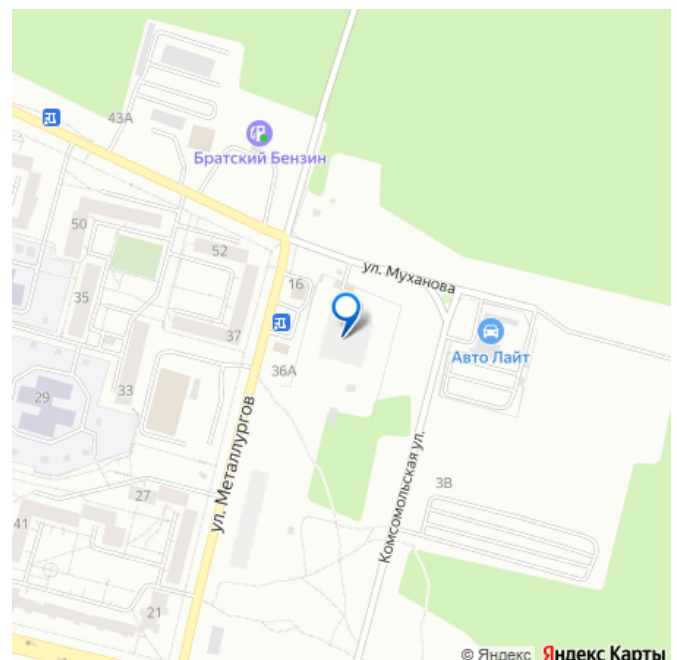 43А
Братский Бензин
50
52
ул. Муханова
16
35
37
Авто Лайт
36А
33
29
ул. Металлургов
Комсомольская ул.
3В
27
41
21
© Яндекс Яндекс Карты